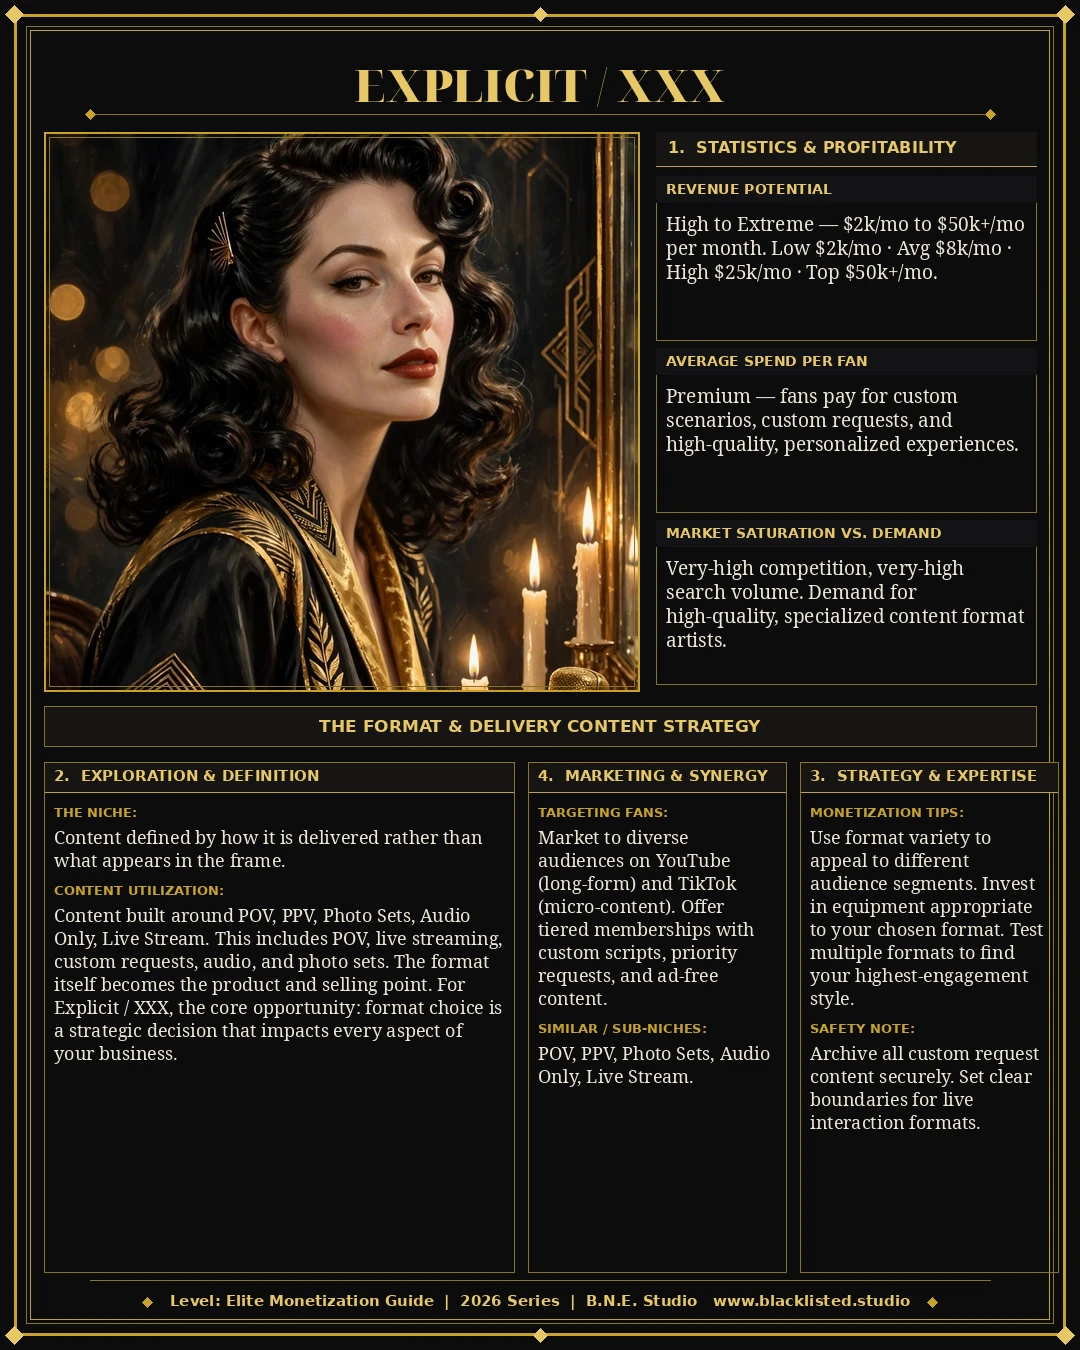 EXPLICIT / XXX
1. STATISTICS & PROFITABILITY
REVENUE POTENTIAL
High to Extreme — $2k/mo to $50k+/mo
per month. Low $2k/mo · Avg $8k/mo ·
High $25k/mo · Top $50k+/mo.
AVERAGE SPEND PER FAN
Premium — fans pay for custom
scenarios, custom requests, and
high-quality, personalized experiences.
MARKET SATURATION VS. DEMAND
Very-high competition, very-high
search volume. Demand for
high-quality, specialized content format
artists.
THE FORMAT & DELIVERY CONTENT STRATEGY
2. EXPLORATION & DEFINITION
THE NICHE:
Content defined by how it is delivered rather than
what appears in the frame.
CONTENT UTILIZATION:
Content built around POV, PPV, Photo Sets, Audio
Only, Live Stream. This includes POV, live streaming,
custom requests, audio, and photo sets. The format
itself becomes the product and selling point. For
Explicit / XXX, the core opportunity: format choice is
a strategic decision that impacts every aspect of
your business.
4. MARKETING & SYNERGY
TARGETING FANS:
Market to diverse
audiences on YouTube
(long-form) and TikTok
(micro-content). Offer
tiered memberships with
custom scripts, priority
requests, and ad-free
content.
SIMILAR / SUB-NICHES:
POV, PPV, Photo Sets, Audio
Only, Live Stream.
3. STRATEGY & EXPERTISE
MONETIZATION TIPS:
Use format variety to
appeal to different
audience segments. Invest
in equipment appropriate
to your chosen format. Test
multiple formats to find
your highest-engagement
style.
SAFETY NOTE:
Archive all custom request
content securely. Set clear
boundaries for live
interaction formats.
Level: Elite Monetization Guide | 2026 Series | B.N.E. Studio www.blacklisted.studio